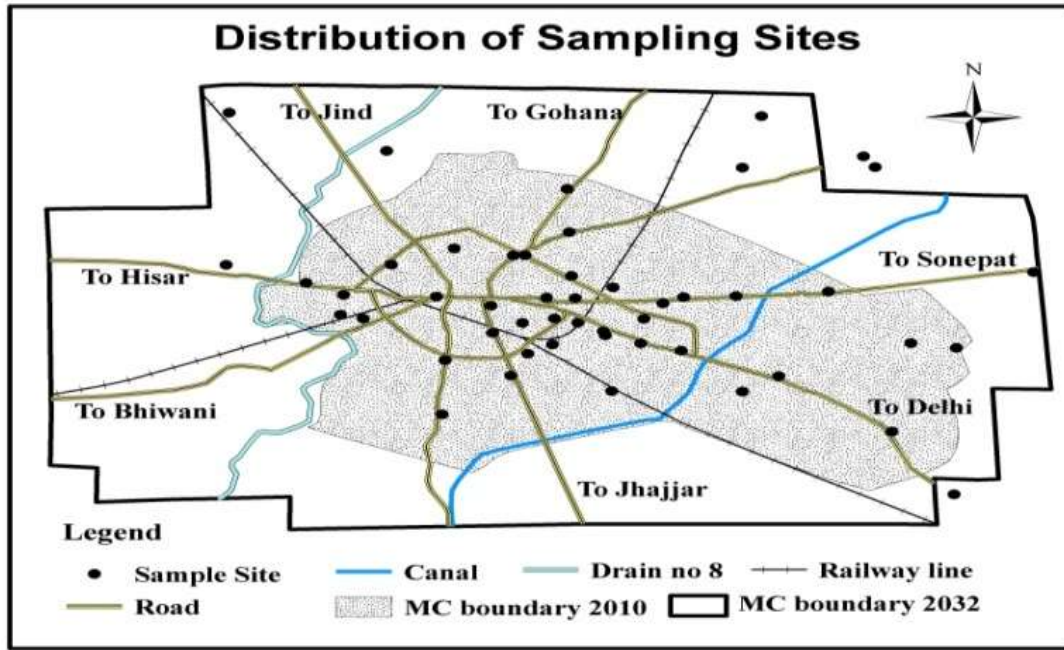 Distribution of Sampling Sites
N
To Jind
To Gohana
To Hisar
To Sonepat
To Bhiwani
To Delhi
To Jhajjar
Legend
Sample Site
Canal
Drain no 8
Railway line
Road
MC boundary 2010
MC boundary 2032